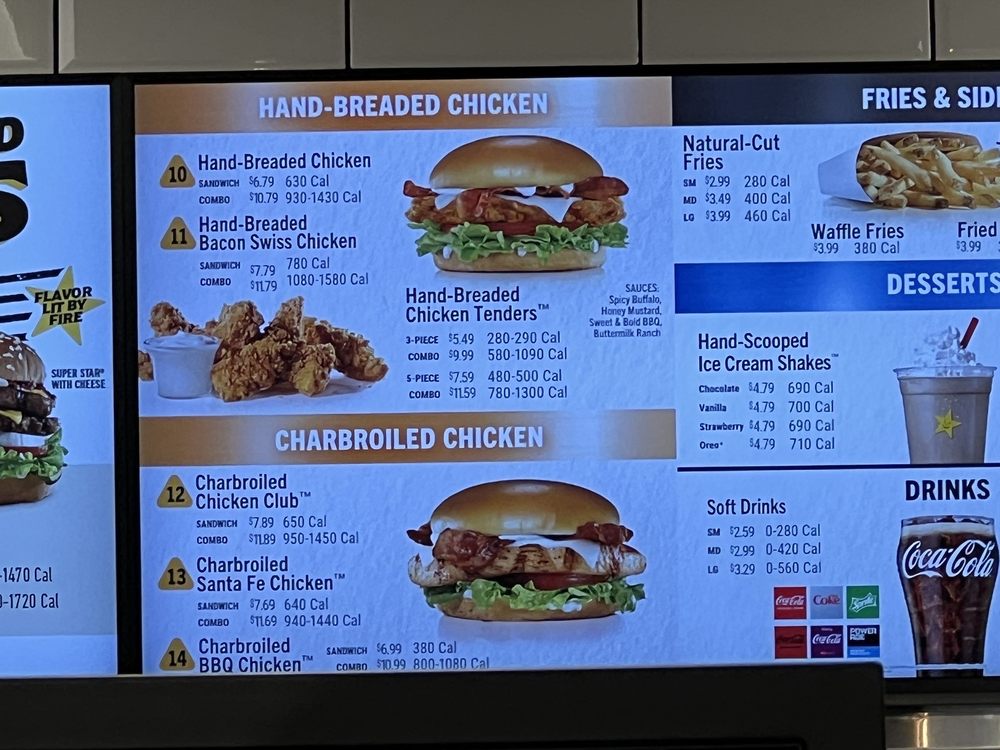 FLAVOR
LIT BY
FIRE
SUPER STAR®
WITH CHEESE
-1470 Cal
0-1720 Cal
HAND-BREADED CHICKEN
10 Hand-Breaded Chicken
SANDWICH $6.79 630 Cal
COMBO $10.79 930-1430 Cal
11 Hand-Breaded
Bacon Swiss Chicken
SANDWICH $7.79 780 Cal
COMBO $11.79 1080-1580 Cal
Hand-Breaded
Chicken Tenders™
3-PIECE $5.49 280-290 Cal
COMBO $9.99 580-1090 Cal
5-PIECE $7.59 480-500 Cal
COMBO $11.59 780-1300 Cal
SAUCES:
Spicy Buffalo,
Honey Mustard,
Sweet & Bold BBQ,
Buttermilk Ranch
CHARBROILED CHICKEN
12 Charbroiled
Chicken Club™
SANDWICH $7.89 650 Cal
COMBO $11.89 950-1450 Cal
13 Charbroiled
Santa Fe Chicken™
SANDWICH $7.69 640 Cal
COMBO $11.69 940-1440 Cal
14 Charbroiled
BBQ Chicken™
SANDWICH $6.99 380 Cal
COMBO $10.99 800-1080 Cal
FRIES & SID
Natural-Cut
Fries
SM $2.99 280 Cal
MD $3.49 400 Cal
LG $3.99 460 Cal
Waffle Fries
$3.99 380 Cal
Fried
$3.99
DESSERTS
Hand-Scooped
Ice Cream Shakes™
Chocolate $4.79 690 Cal
Vanilla $4.79 700 Cal
Strawberry $4.79 690 Cal
Oreo® $4.79 710 Cal
DRINKS
Soft Drinks
SM $2.59 0-280 Cal
MD $2.99 0-420 Cal
LG $3.29 0-560 Cal
Coca-Cola
Coca-Cola Coke Sprite
Coca-Cola POWERADE